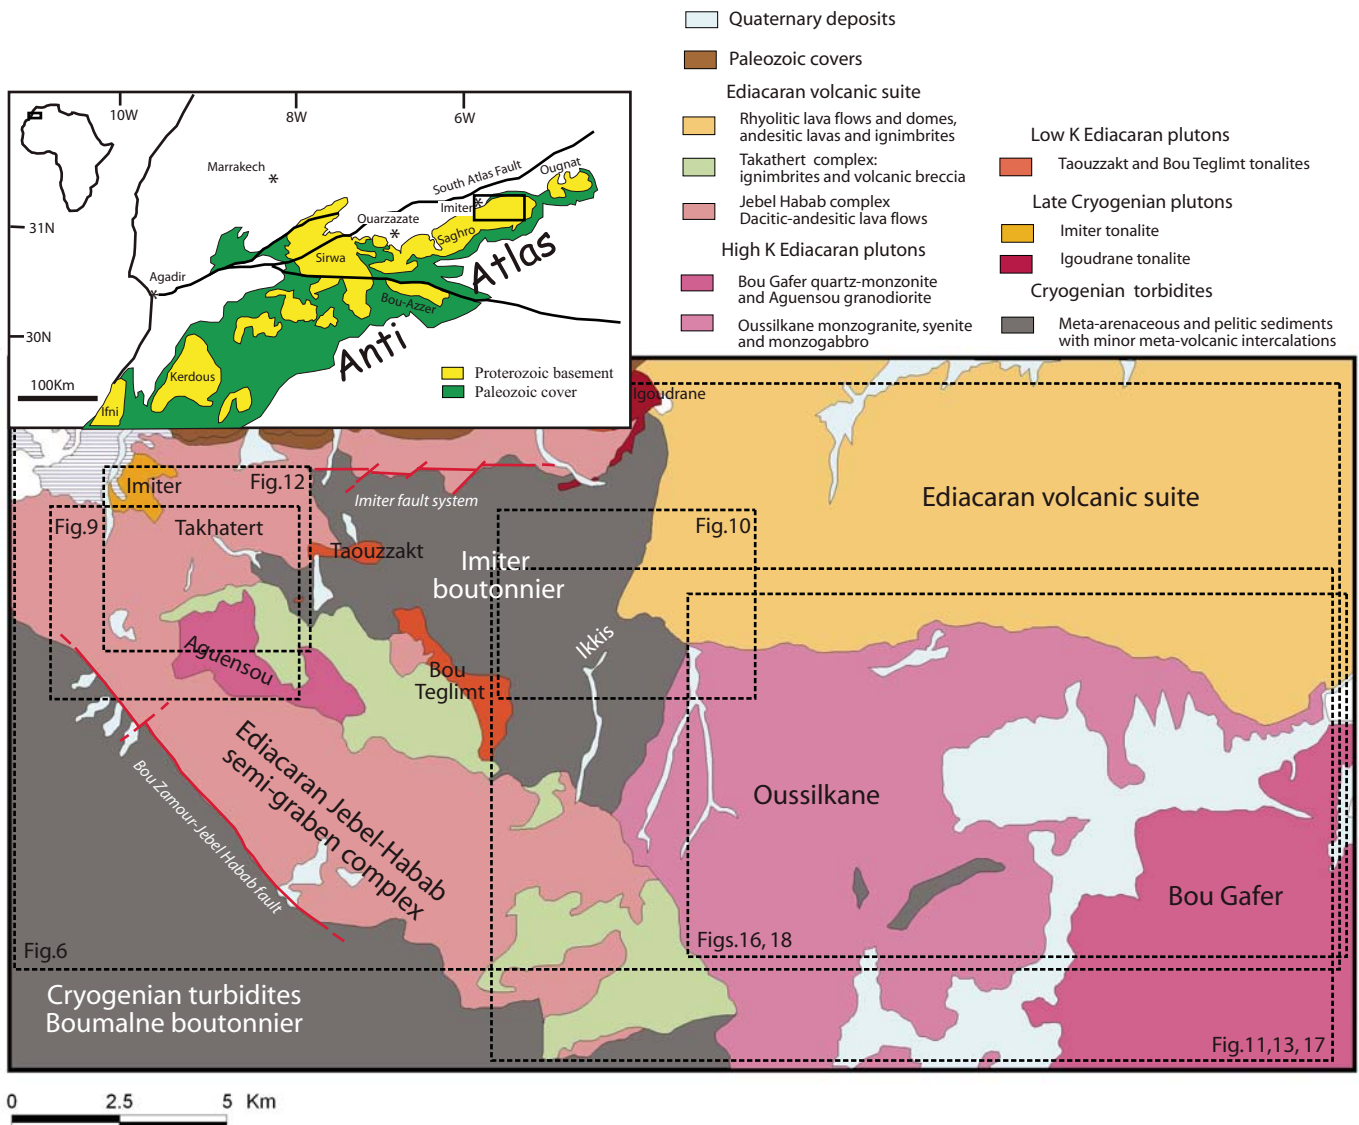 Quaternary deposits
Paleozoic covers
Ediacaran volcanic suite
Rhyolitic lava flows and domes,
andesitic lavas and ignimbrites
Takathert complex:
ignimbrites and volcanic breccia
Jebel Habab complex
Dacitic-andesitic lava flows
High K Ediacaran plutons
Bou Gafer quartz-monzonite
and Aguensou granodiorite
Oussilkane monzogranite, syenite
and monzogabbro
Low K Ediacaran plutons
Taouzzakt and Bou Teglimt tonalites
Late Cryogenian plutons
Imiter tonalite
Igoudrane tonalite
Cryogenian torbidites
Meta-arenaceous and pelitic sediments
with minor meta-volcanic intercalations
10W
8W
6W
31N
30N
Marrakech
South Atlas Fault
Ougnat
Imiter
Ouarzazate
Saghro
Sirwa
Agadir
Bou-Azzer
Anti
Atlas
Kerdous
Ifni
100Km
Proterozoic basement
Paleozoic cover
Igoudrane
Imiter
Fig.12
Imiter fault system
Fig.9
Takhatert
Taouzzakt
Imiter
boutonnier
Fig.10
Ediacaran volcanic suite
Ikkis
Aguensou
Bou
Teglimt
Ediacaran Jebel-Habab
semi-graben complex
Bou Zamour-Jebel Habab fault
Oussilkane
Bou Gafer
Figs.16, 18
Fig.6
Cryogenian turbidites
Boumalne boutonnier
Fig.11,13, 17
0 2.5 5 Km